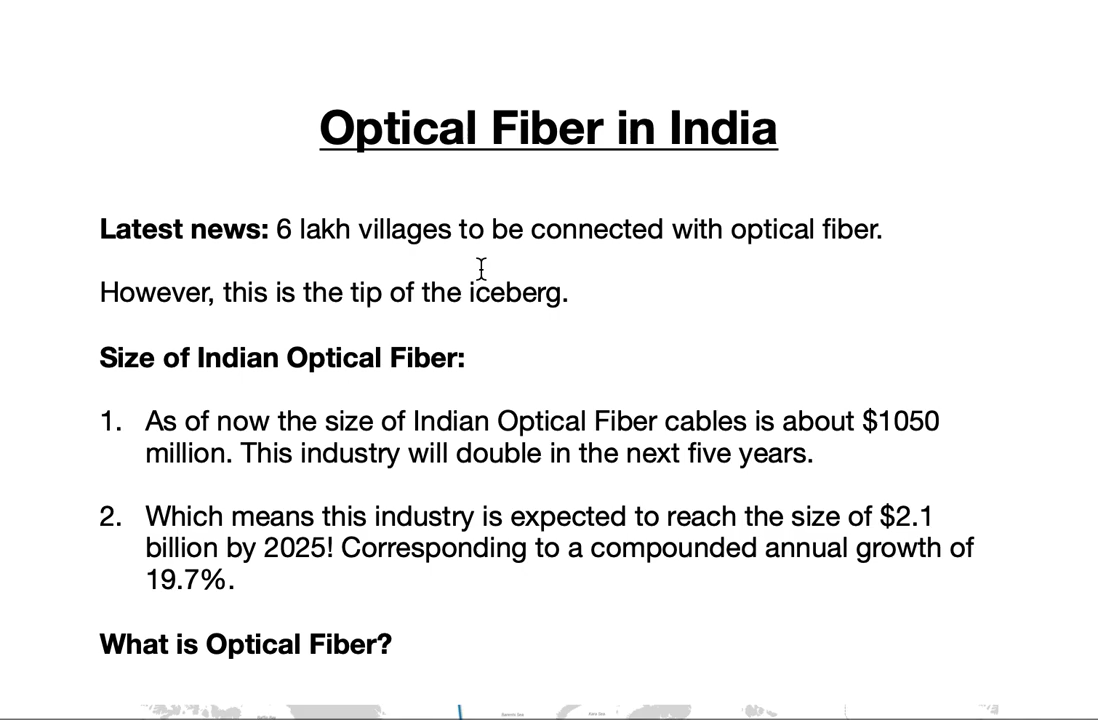 Optical Fiber in India
Latest news: 6 lakh villages to be connected with optical fiber.
However, this is the tip of the iceberg.
Size of Indian Optical Fiber:
1. As of now the size of Indian Optical Fiber cables is about $1050
million. This industry will double in the next five years.
2. Which means this industry is expected to reach the size of $2.1
billion by 2025! Corresponding to a compounded annual growth of
19.7%.
What is Optical Fiber?